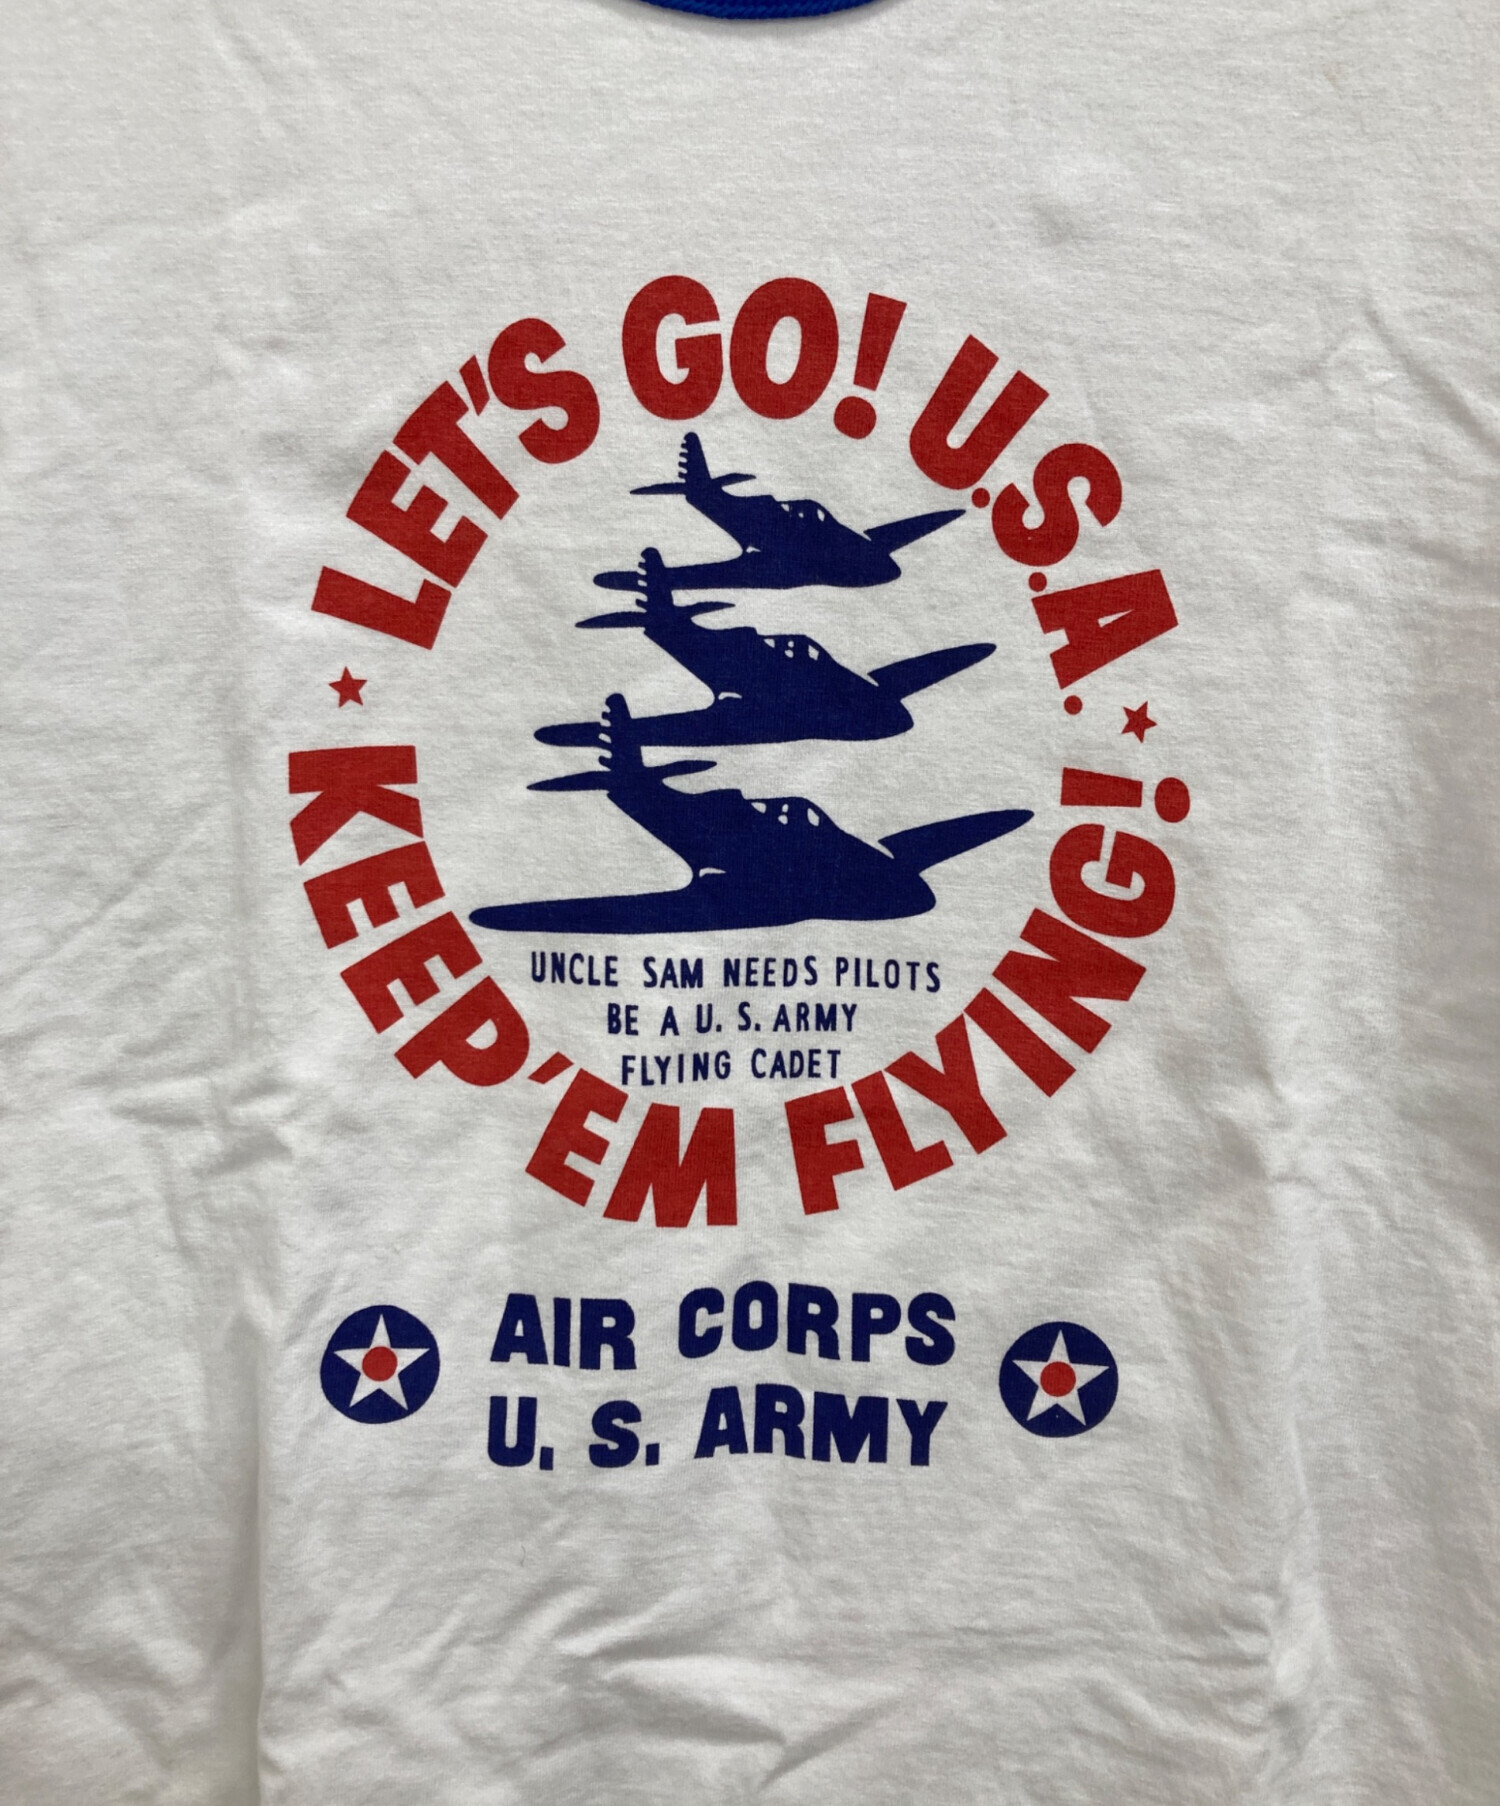 LET'S GO! U.S.A.
KEEP 'EM FLYING!
UNCLE SAM NEEDS PILOTS
BE A U. S. ARMY
FLYING CADET
AIR CORPS
U. S. ARMY